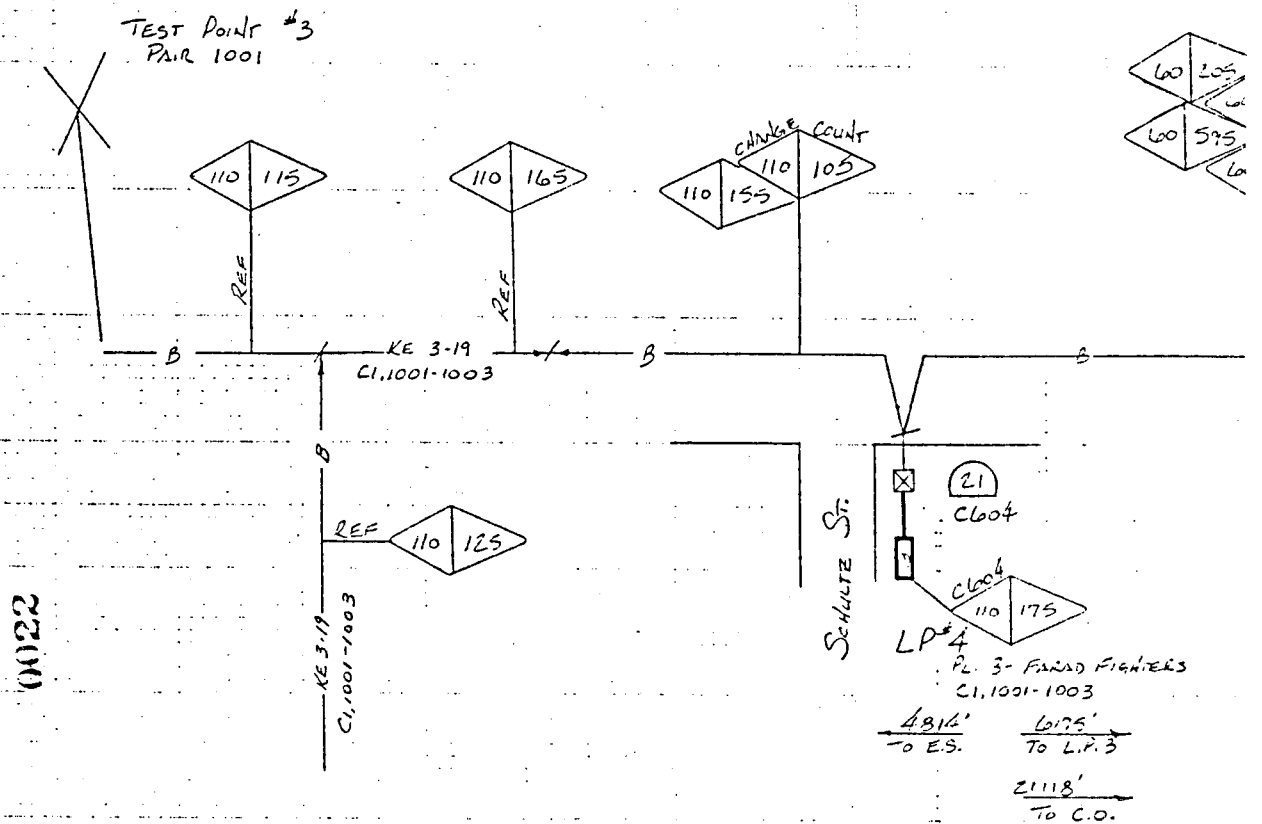 TEST POINT #3
PAIR 1001
110 115
REF
110 165
REF
CHANGE COUNT
110 155
110 105
60 205
60 595
B
KE 3-19
C1,1001-1003
B
B
B
REF
110 125
KE 3-19
C1,1001-1003
SCHULTZ ST.
21
C604
C604
110 175
LP#4
PL. 3- FARAD FIGHTERS
C1,1001-1003
4814'
TO E.S.
6175'
TO L.P. 3
21118'
TO C.O.
0022